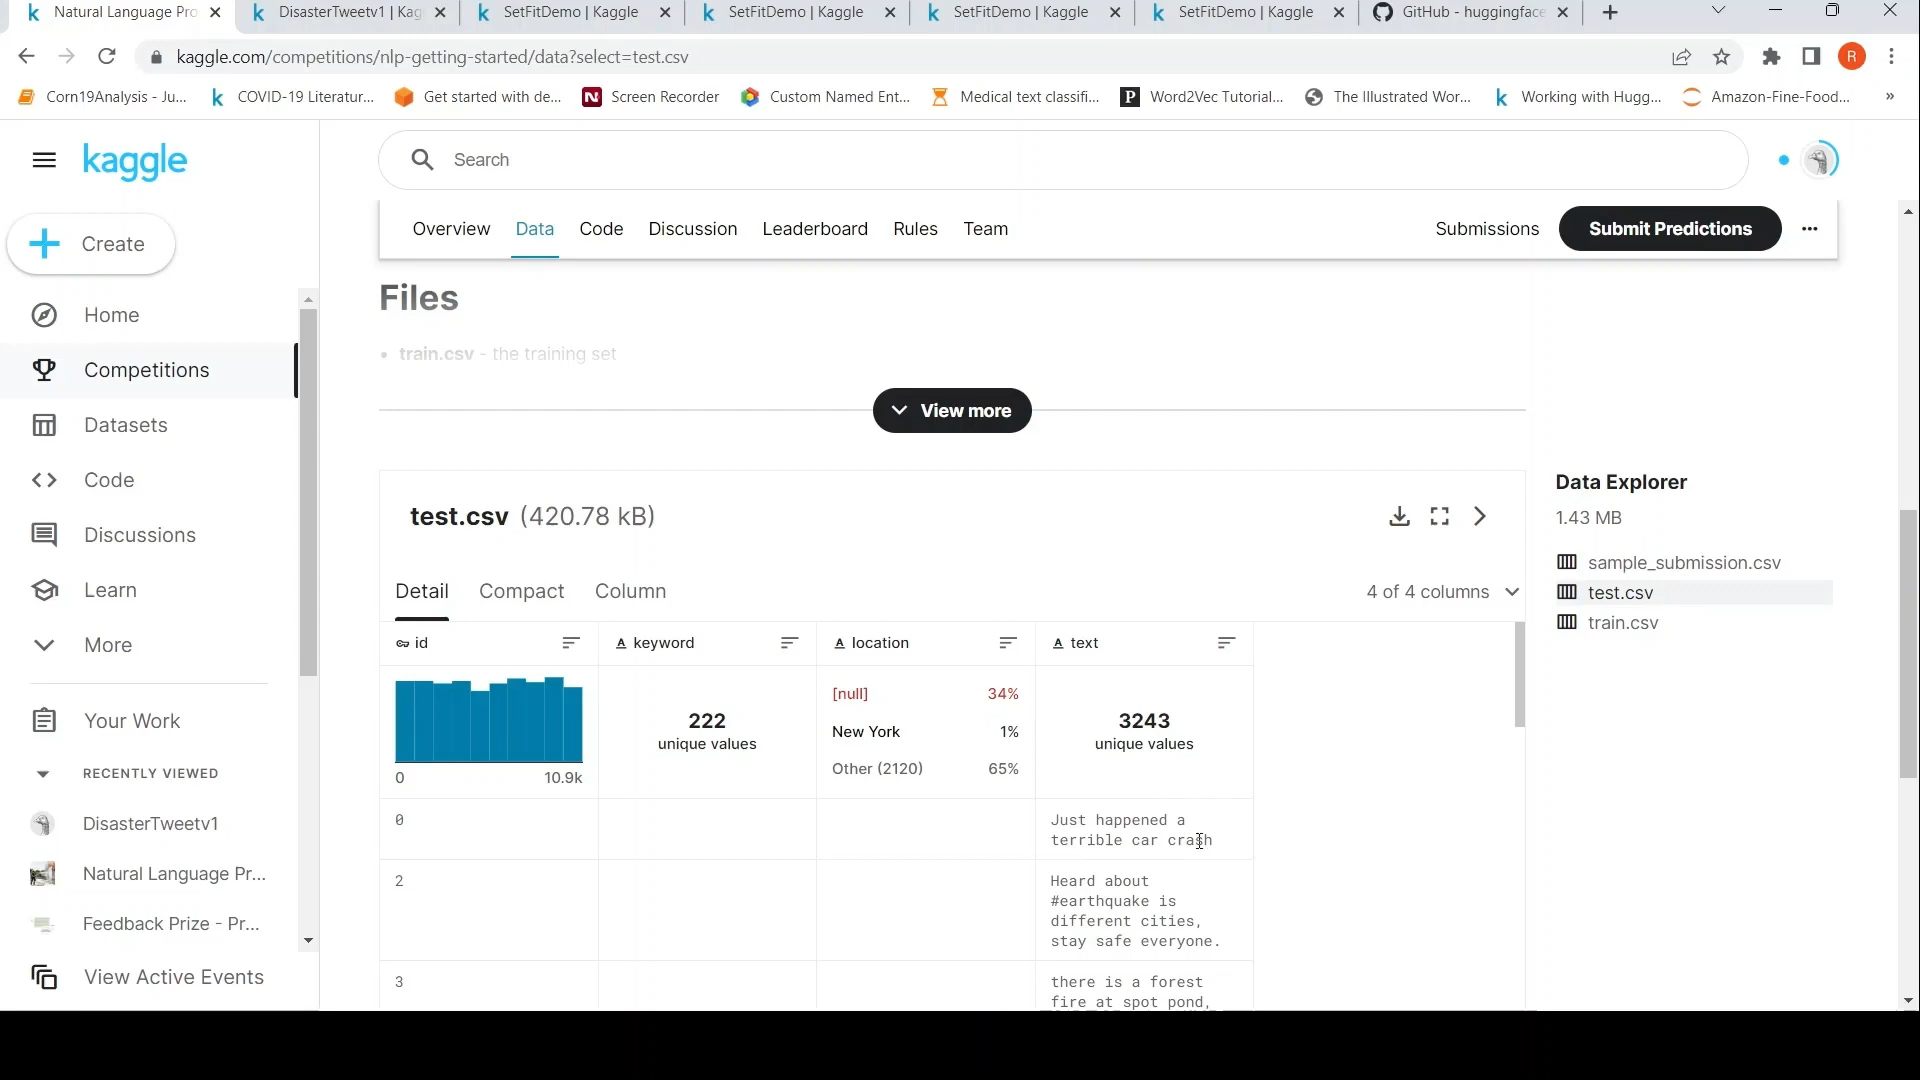 Natural Language Pro
DisasterTweetv1 | Kag
SetFitDemo | Kaggle
SetFitDemo | Kaggle
SetFitDemo | Kaggle
SetFitDemo | Kaggle
GitHub - huggingface
kaggle.com/competitions/nlp-getting-started/data?select=test.csv
R
Corn19Analysis - Ju...
COVID-19 Literatur...
Get started with de...
Screen Recorder
Custom Named Ent...
Medical text classifi...
Word2Vec Tutorial...
The Illustrated Wor...
Working with Hugg...
Amazon-Fine-Food...
»
kaggle
Search
Create
Overview
Data
Code
Discussion
Leaderboard
Rules
Team
Submissions
Submit Predictions
Home
Competitions
Datasets
Code
Discussions
Learn
More
Your Work
RECENTLY VIEWED
DisasterTweetv1
Natural Language Pr...
Feedback Prize - Pr...
View Active Events
Files
• train.csv - the training set
View more
test.csv (420.78 kB)
Detail
Compact
Column
4 of 4 columns
id
A keyword
A location
A text
0
10.9k
222
unique values
[null] 34%
New York 1%
Other (2120) 65%
3243
unique values
0
Just happened a
terrible car crash
2
Heard about
#earthquake is
different cities,
stay safe everyone.
3
there is a forest
fire at spot pond,
Data Explorer
1.43 MB
sample_submission.csv
test.csv
train.csv